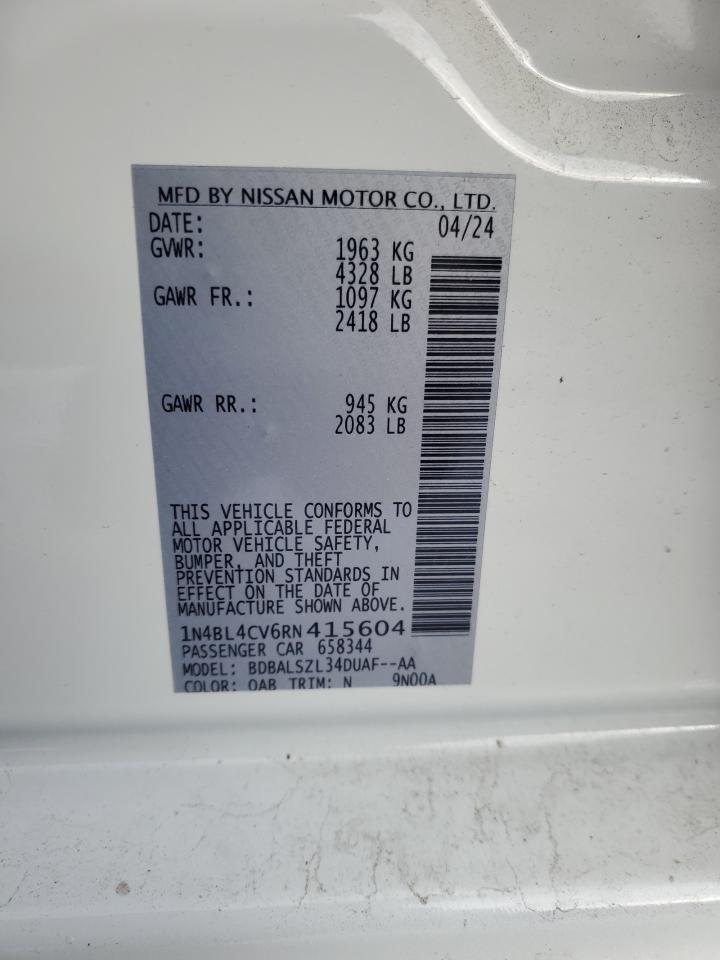 MFD BY NISSAN MOTOR CO., LTD.
DATE: 04/24
GVWR: 1963 KG
4328 LB
GAWR FR.: 1097 KG
2418 LB
GAWR RR.: 945 KG
2083 LB
THIS VEHICLE CONFORMS TO
ALL APPLICABLE FEDERAL
MOTOR VEHICLE SAFETY,
BUMPER, AND THEFT
PREVENTION STANDARDS IN
EFFECT ON THE DATE OF
MANUFACTURE SHOWN ABOVE.
1N4BL4CV6RN415604
PASSENGER CAR 658344
MODEL: BDBALSZL34DUAF--AA
COLOR: QAB TRIM: N 9N00A